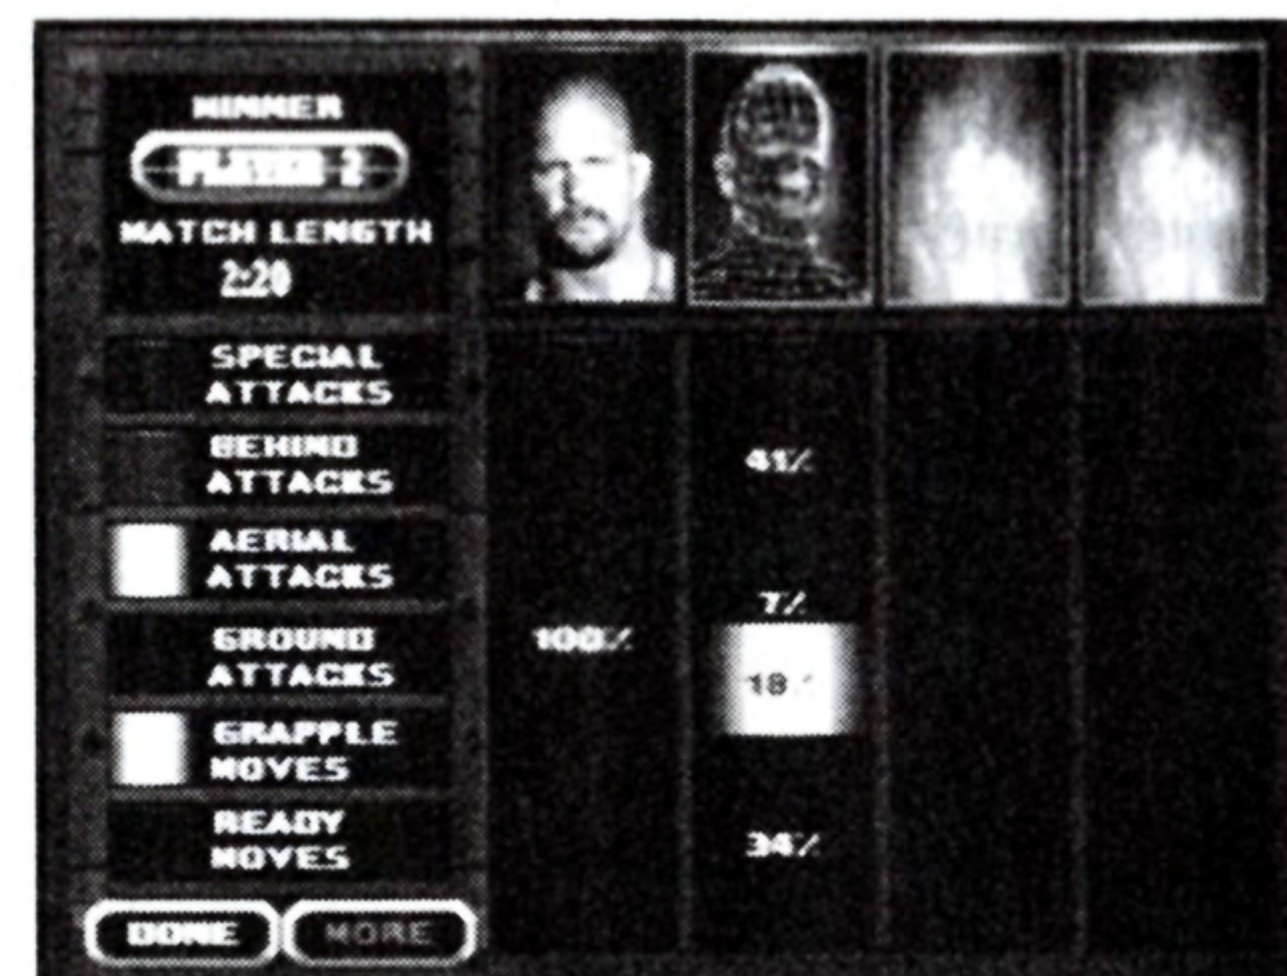 WINNER
PLAYER 2
MATCH LENGTH
2:20
SPECIAL
ATTACKS
BEHIND
ATTACKS
41%
AERIAL
ATTACKS
7%
GROUND
ATTACKS
100%
18%
GRAPPLE
MOVES
READY
MOVES
34%
DONE
MORE